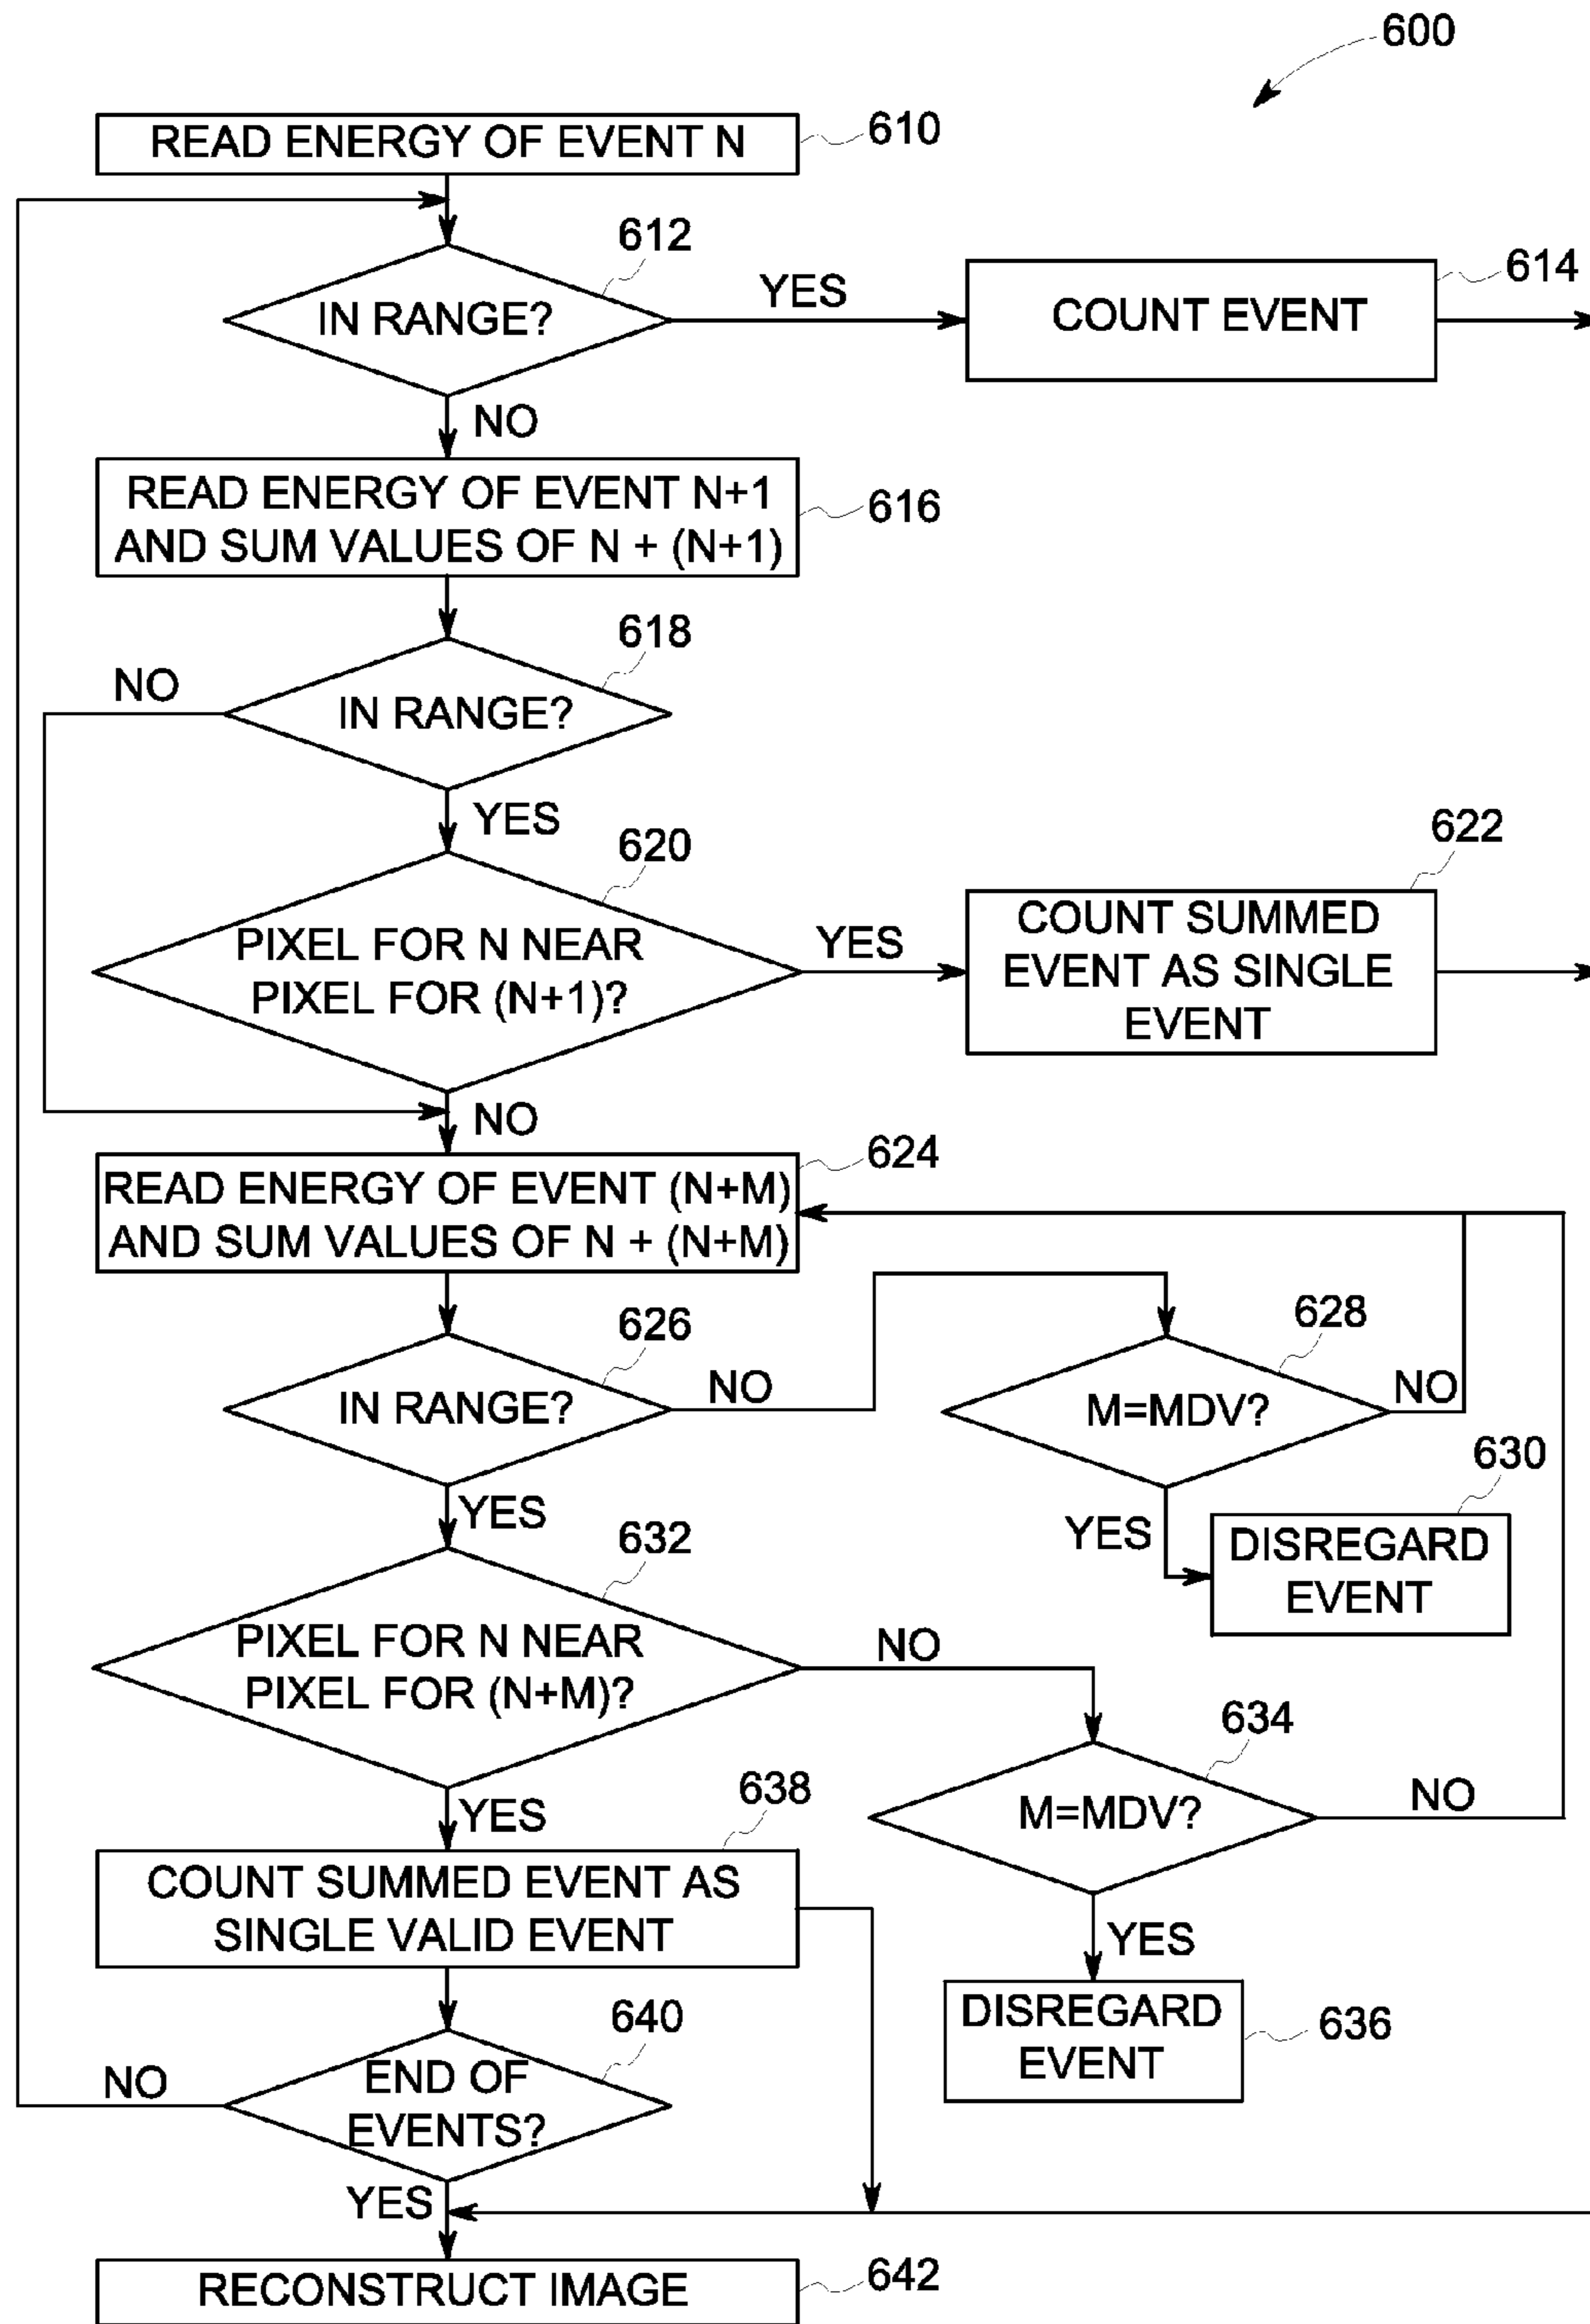 600
READ ENERGY OF EVENT N
610
612
IN RANGE?
YES
COUNT EVENT
614
NO
READ ENERGY OF EVENT N+1
AND SUM VALUES OF N + (N+1)
616
618
NO
IN RANGE?
YES
620
PIXEL FOR N NEAR
PIXEL FOR (N+1)?
YES
622
COUNT SUMMED
EVENT AS SINGLE
EVENT
NO
624
READ ENERGY OF EVENT (N+M)
AND SUM VALUES OF N + (N+M)
626
IN RANGE?
NO
628
M=MDV?
NO
YES
630
DISREGARD
EVENT
YES
632
PIXEL FOR N NEAR
PIXEL FOR (N+M)?
NO
634
M=MDV?
NO
YES
DISREGARD
EVENT
636
YES
638
COUNT SUMMED EVENT AS
SINGLE VALID EVENT
640
NO
END OF
EVENTS?
YES
RECONSTRUCT IMAGE
642